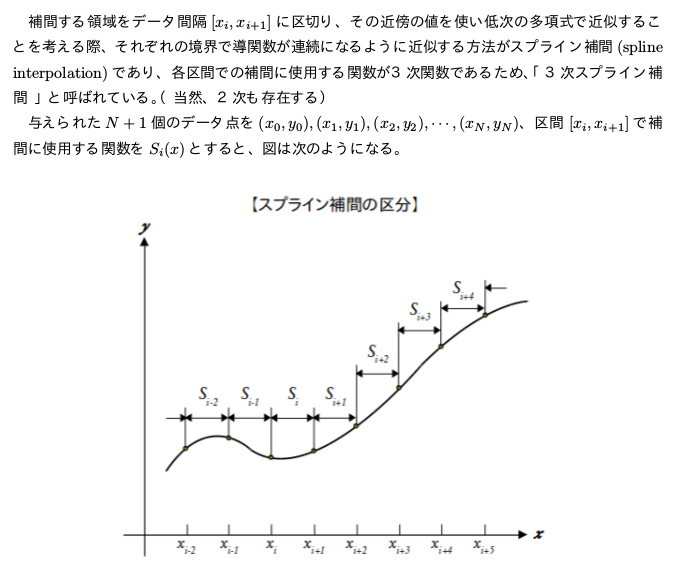 補間する領域をデータ間隔 [x_i, x_{i+1}] に区切り、その近傍の値を使い低次の多項式で近似するこ
とを考える際、それぞれの境界で導関数が連続になるように近似する方法がスプライン補間 (spline
interpolation) であり、各区間での補間に使用する関数が3 次関数であるため、「 3 次スプライン補
間 」と呼ばれている。( 当然、2 次も存在する )
与えられた N + 1 個のデータ点を (x_0, y_0), (x_1, y_1), (x_2, y_2), · · · , (x_N, y_N)、区間 [x_i, x_{i+1}] で補
間に使用する関数を S_i(x) とすると、図は次のようになる。
【スプライン補間の区分】
y
S_{i+4}
S_{i+3}
S_{i+2}
S_{i-2} S_{i-1} S_i S_{i+1}
x
x_{i-2} x_{i-1} x_i x_{i+1} x_{i+2} x_{i+3} x_{i+4} x_{i+5}